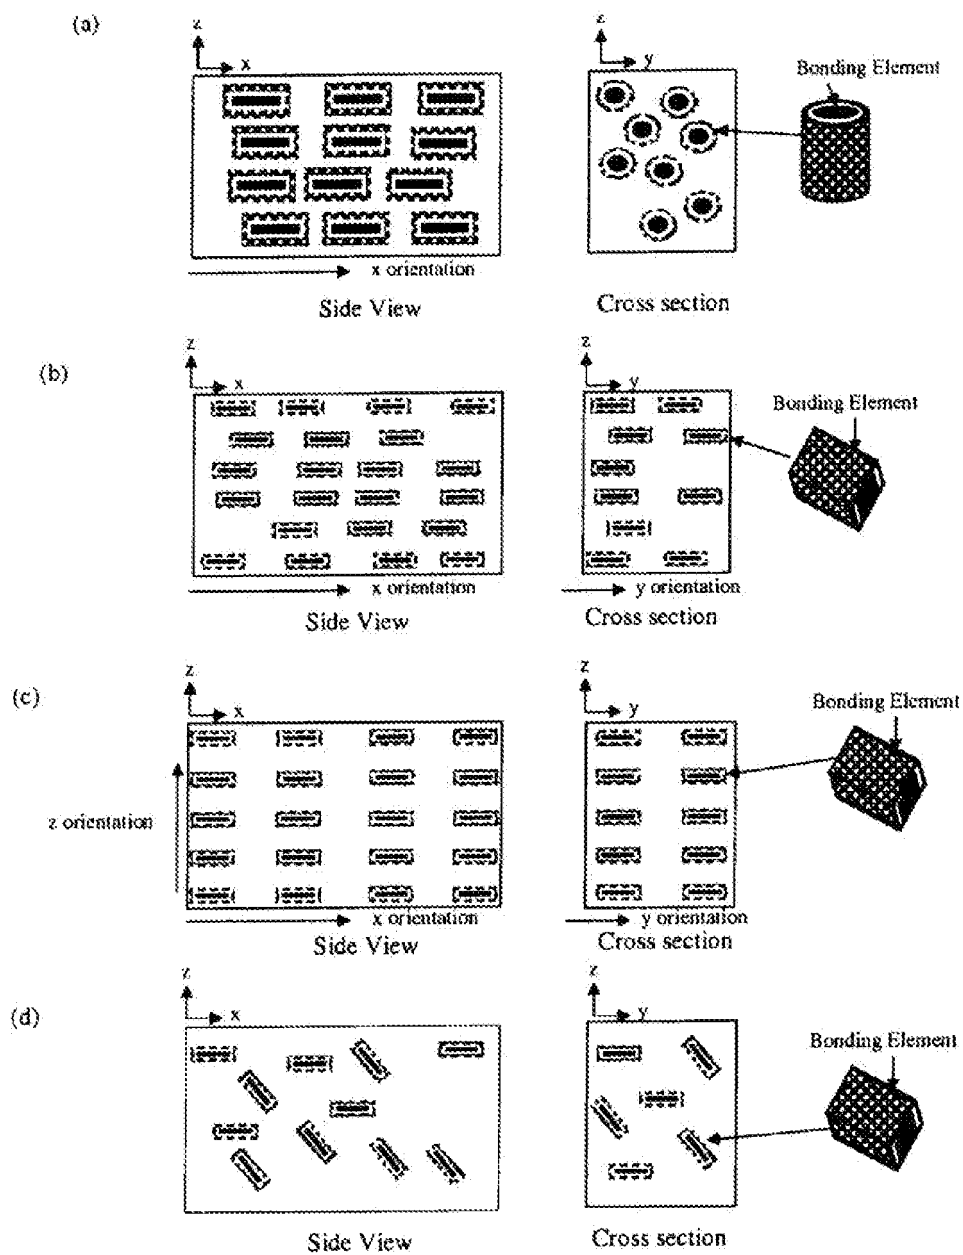 (a)
z
x
z
y
Bonding Element
x orientation
Side View
Cross section
(b)
z
x
z
y
Bonding Element
x orientation
y orientation
Side View
Cross section
(c)
z
x
z
y
Bonding Element
z orientation
x orientation
y orientation
Side View
Cross section
(d)
z
x
z
y
Bonding Element
Side View
Cross section